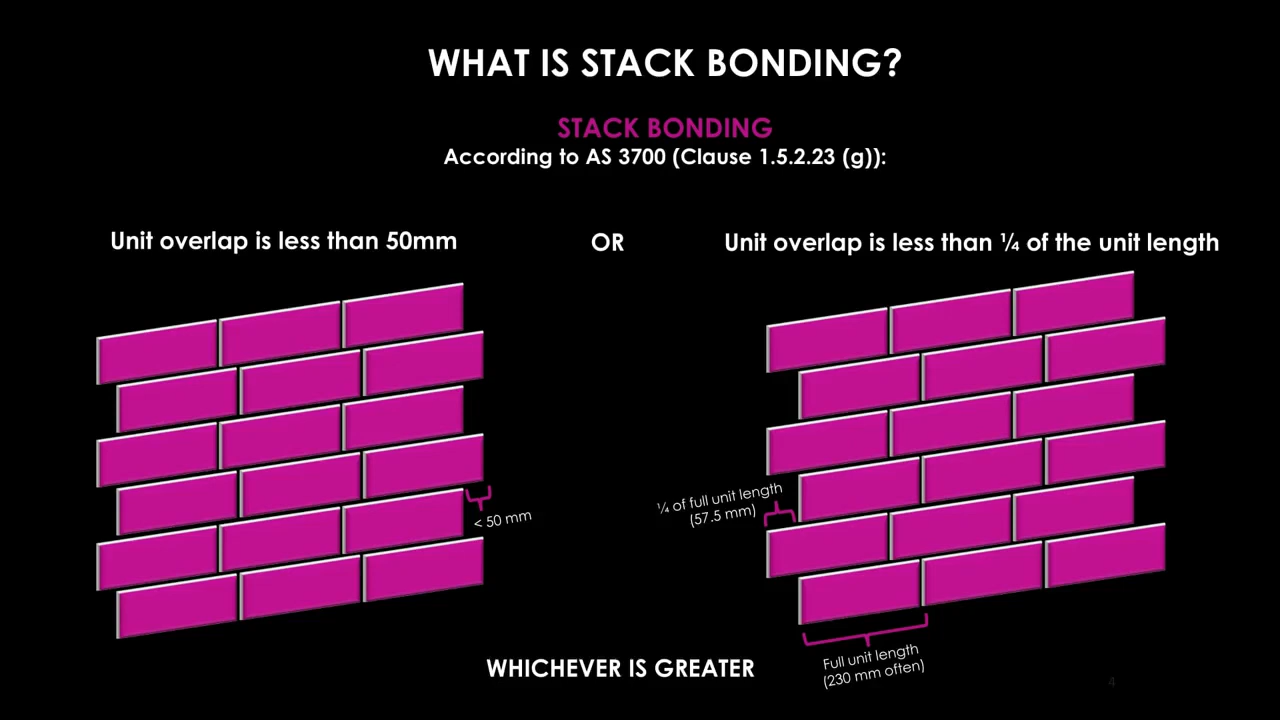 WHAT IS STACK BONDING?
STACK BONDING
According to AS 3700 (Clause 1.5.2.23 (g)):
Unit overlap is less than 50mm
OR
Unit overlap is less than ¼ of the unit length
< 50 mm
¼ of full unit length
(57.5 mm)
Full unit length
(230 mm often)
WHICHEVER IS GREATER
4